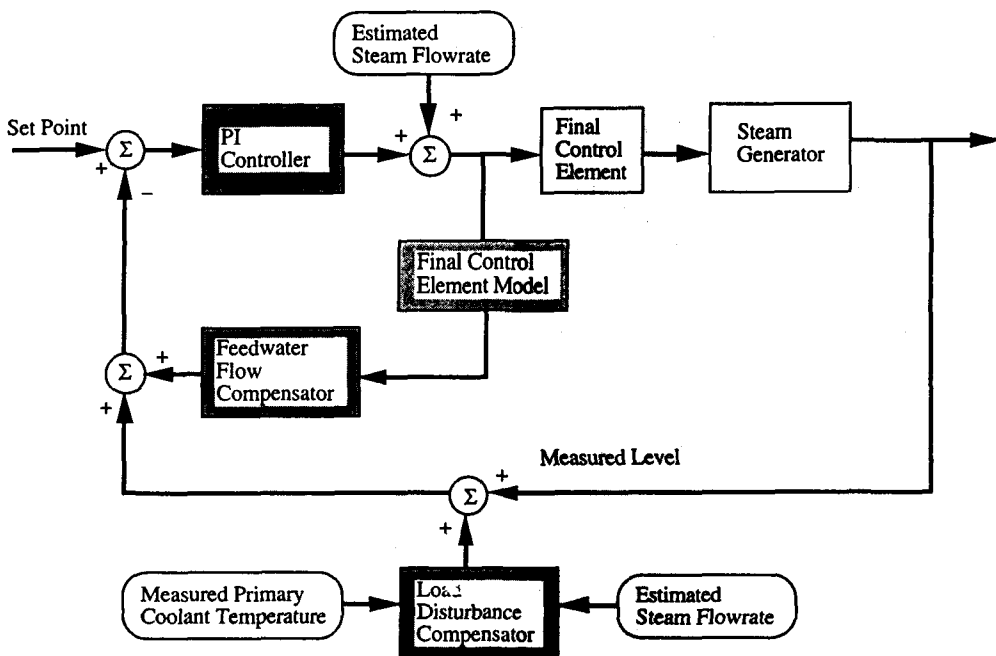 Estimated
Steam Flowrate
Set Point
+
−
Σ
PI
Controller
+
+
Σ
Final
Control
Element
Steam
Generator
Final Control
Element Model
Feedwater
Flow
Compensator
+
Σ
+
Measured Level
+
Σ
+
Measured Primary
Coolant Temperature
Load
Disturbance
Compensator
Estimated
Steam Flowrate